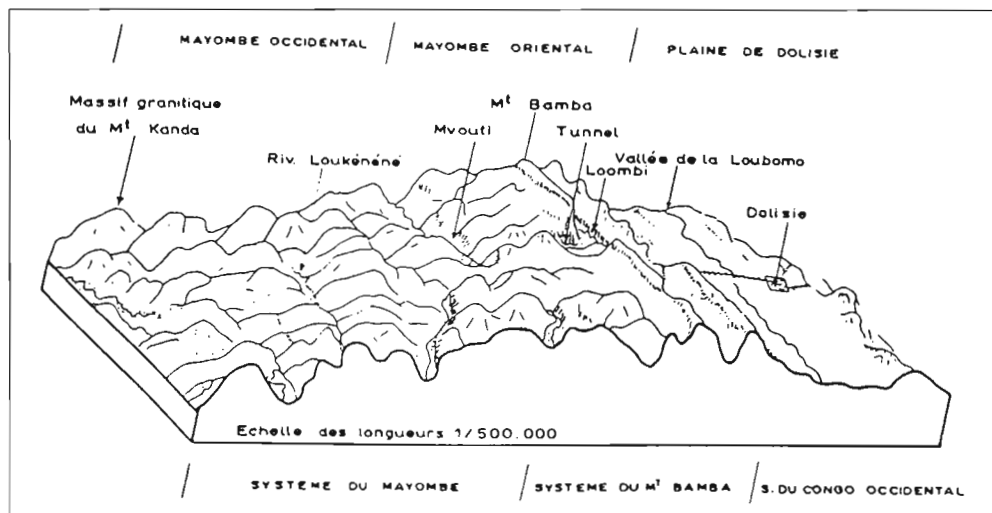 MAYOMBE OCCIDENTAL
MAYOMBE ORIENTAL
PLAINE DE DOLISIE
Massif granitique
du Mt Kanda
Riv. Loukénéné
Mvouti
Mt Bamba
Tunnel
Loombi
Vallée de la Loubomo
Dolisie
Echelle des longueurs 1/500.000
SYSTEME DU MAYOMBE
SYSTEME DU Mt BAMBA
S. DU CONGO OCCIDENTAL